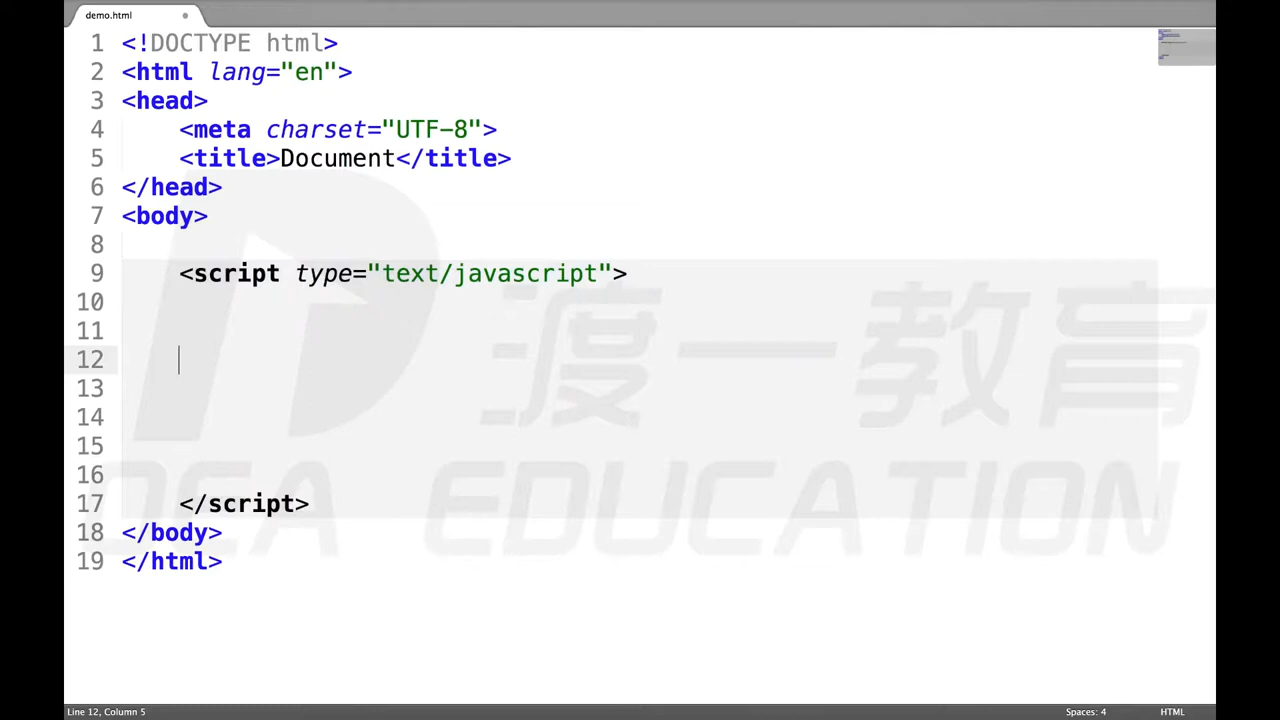 demo.html
1 <!DOCTYPE html>
2 <html lang="en">
3 <head>
4     <meta charset="UTF-8">
5     <title>Document</title>
6 </head>
7 <body>
8
9     <script type="text/javascript">
10
11
12
13
14
15
16
17     </script>
18 </body>
19 </html>
渡一教育
DEA EDUCATION
Line 12, Column 5
Spaces: 4
HTML